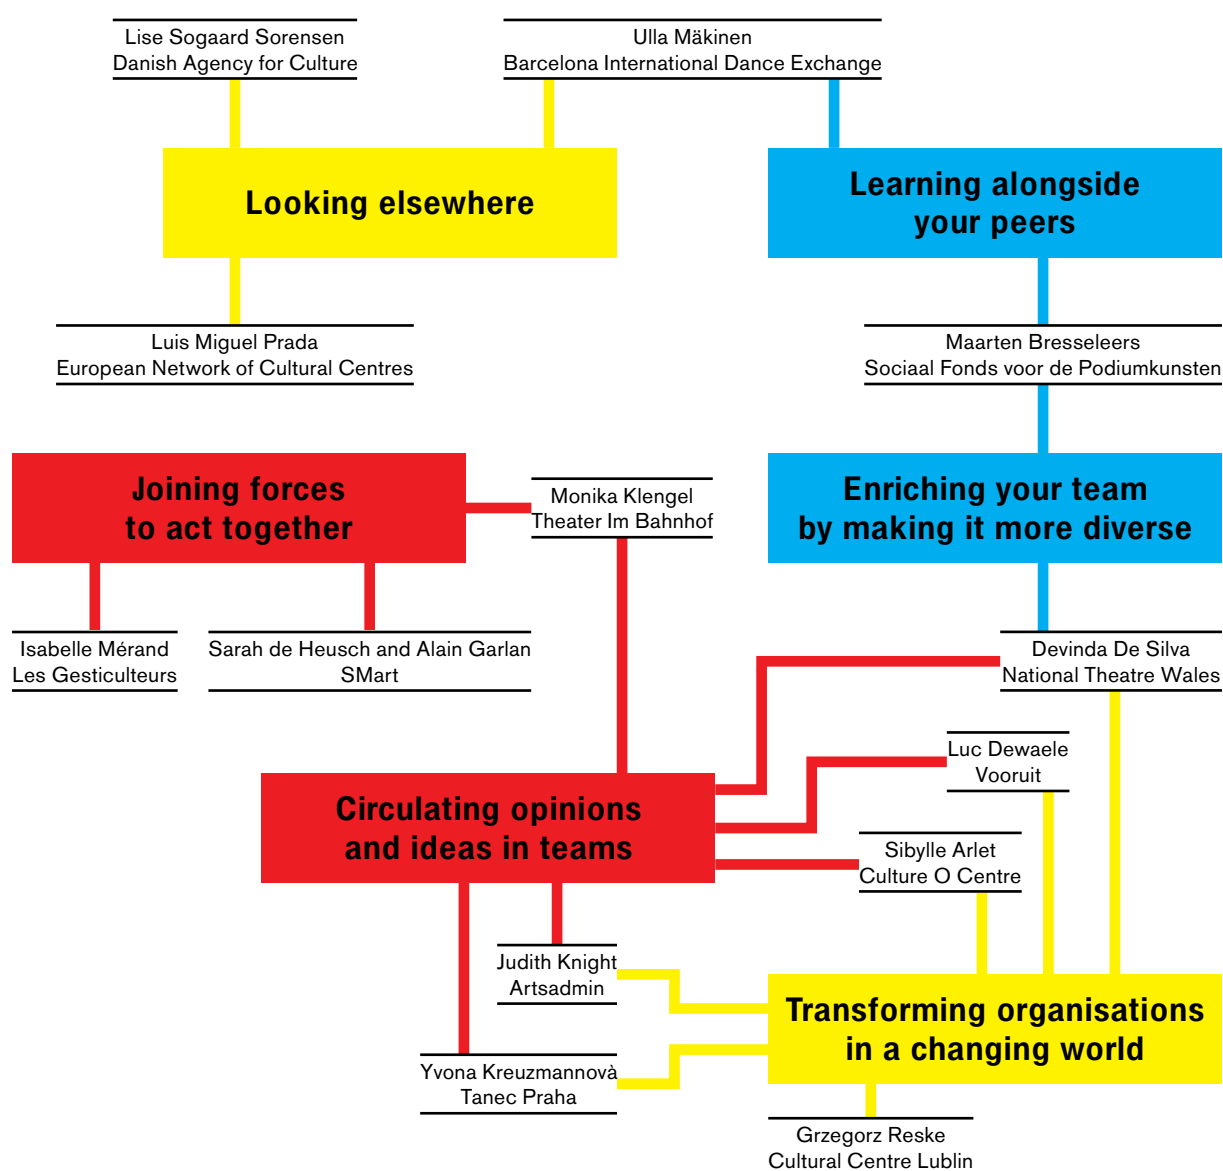 Lise Sogaard Sorensen
Danish Agency for Culture
Ulla Mäkinen
Barcelona International Dance Exchange
Looking elsewhere
Learning alongside
your peers
Luis Miguel Prada
European Network of Cultural Centres
Maarten Bresseleers
Sociaal Fonds voor de Podiumkunsten
Joining forces
to act together
Monika Klengel
Theater Im Bahnhof
Enriching your team
by making it more diverse
Isabelle Mérand
Les Gesticulteurs
Sarah de Heusch and Alain Garlan
SMart
Devinda De Silva
National Theatre Wales
Luc Dewaele
Vooruit
Circulating opinions
and ideas in teams
Sibylle Arlet
Culture O Centre
Judith Knight
Artsadmin
Transforming organisations
in a changing world
Yvona Kreuzmannovà
Tanec Praha
Grzegorz Reske
Cultural Centre Lublin